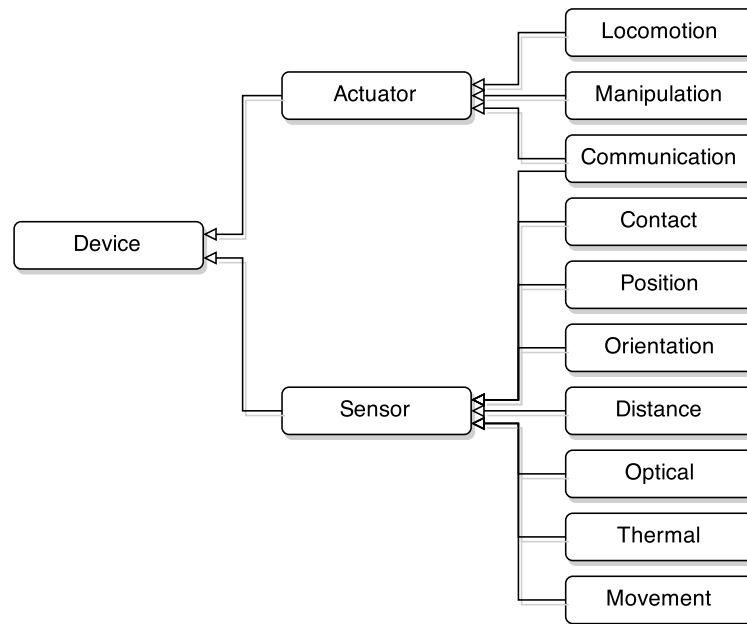 Locomotion
Actuator
Manipulation
Communication
Contact
Device
Position
Orientation
Sensor
Distance
Optical
Thermal
Movement